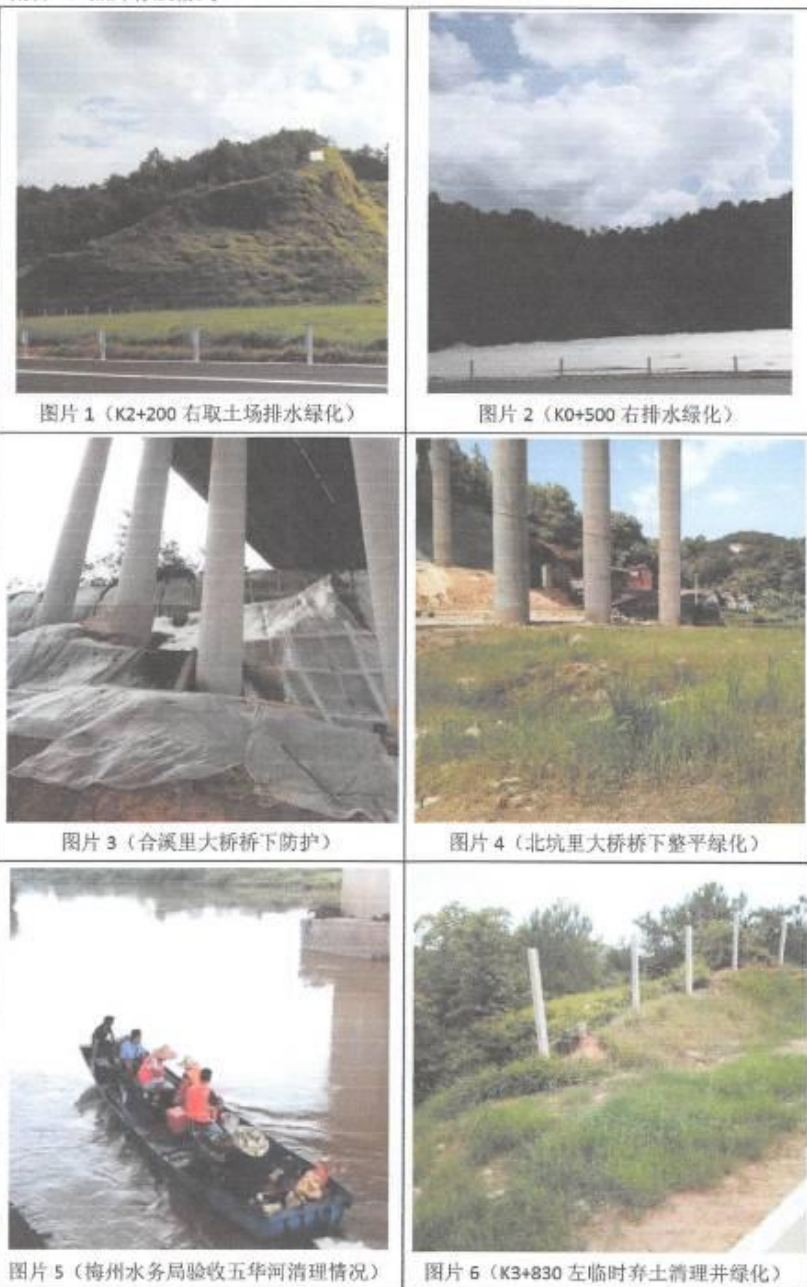 图片 1（K2+200 右取土场排水绿化）
图片 2（K0+500 右排水绿化）
图片 3（合溪里大桥桥下防护）
图片 4（北坑里大桥桥下整平绿化）
图片 5（梅州水务局验收五华河清理情况）
图片 6（K3+830 左临时弃土清理并绿化）